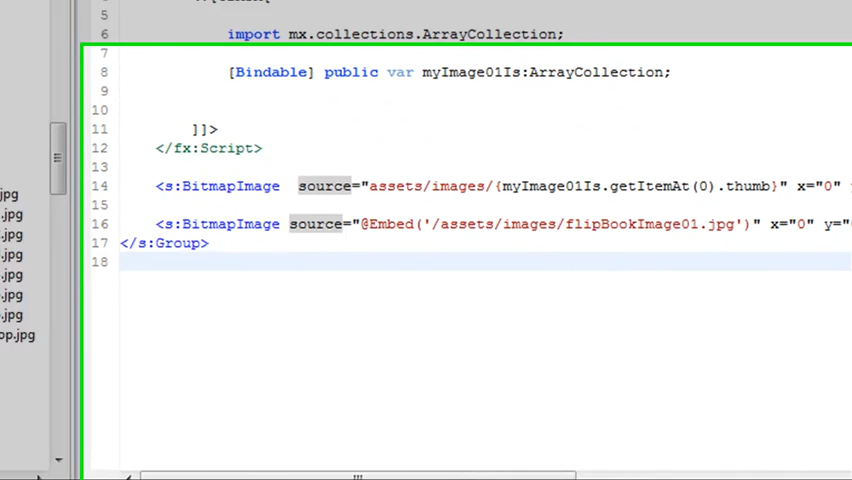 6 import mx.collections.ArrayCollection;
7
8 [Bindable] public var myImage01Is:ArrayCollection;
9
10
11 ]]>
12 </fx:Script>
13
14 <s:BitmapImage source="assets/images/{myImage01Is.getItemAt(0).thumb}" x="0"
15
16 <s:BitmapImage source="@Embed('/assets/images/flipBookImage01.jpg')" x="0" y="
17 </s:Group>
18
.jpg
.jpg
.jpg
.jpg
.jpg
.jpg
.jpg
op.jpg